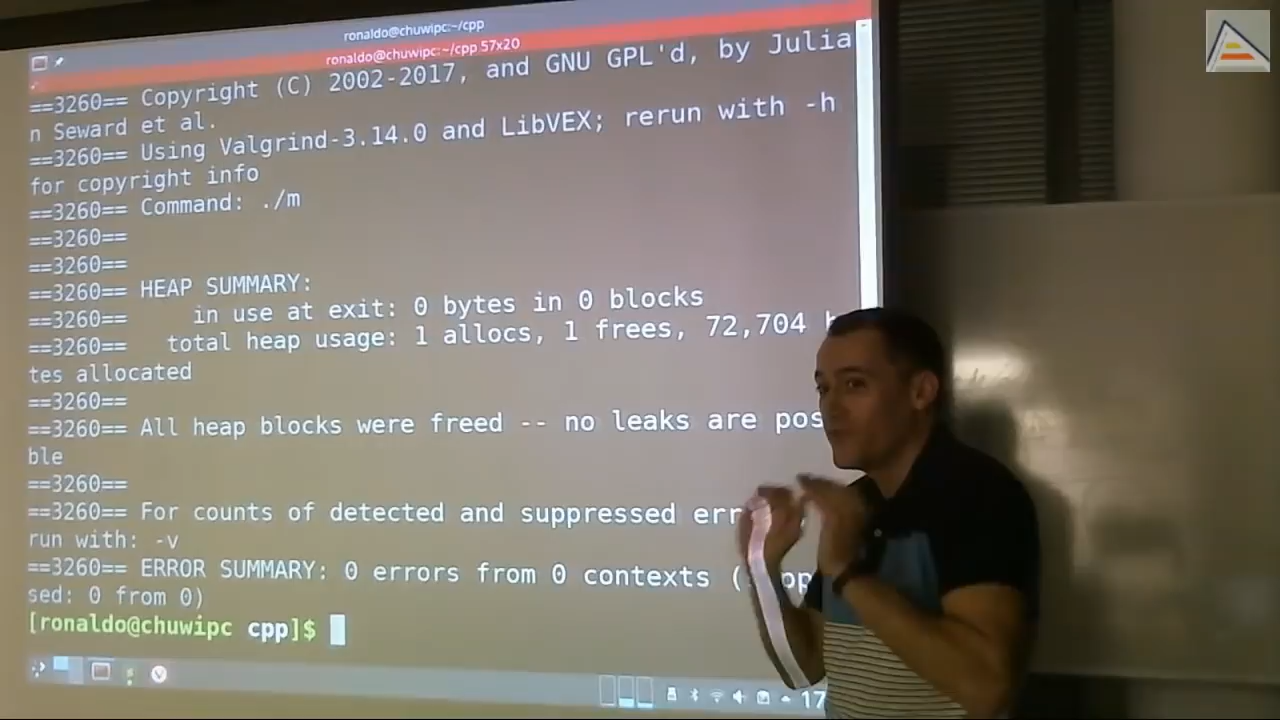 ronaldo@chuwipc:~/cpp
ronaldo@chuwipc:~/cpp 57x20
==3260== Copyright (C) 2002-2017, and GNU GPL'd, by Julia
n Seward et al.
==3260== Using Valgrind-3.14.0 and LibVEX; rerun with -h
for copyright info
==3260== Command: ./m
==3260==
==3260==
==3260== HEAP SUMMARY:
==3260== in use at exit: 0 bytes in 0 blocks
==3260== total heap usage: 1 allocs, 1 frees, 72,704 b
tes allocated
==3260==
==3260== All heap blocks were freed -- no leaks are pos
ble
==3260==
==3260== For counts of detected and suppressed err
run with: -v
==3260== ERROR SUMMARY: 0 errors from 0 contexts (
sed: 0 from 0)
[ronaldo@chuwipc cpp]$
17